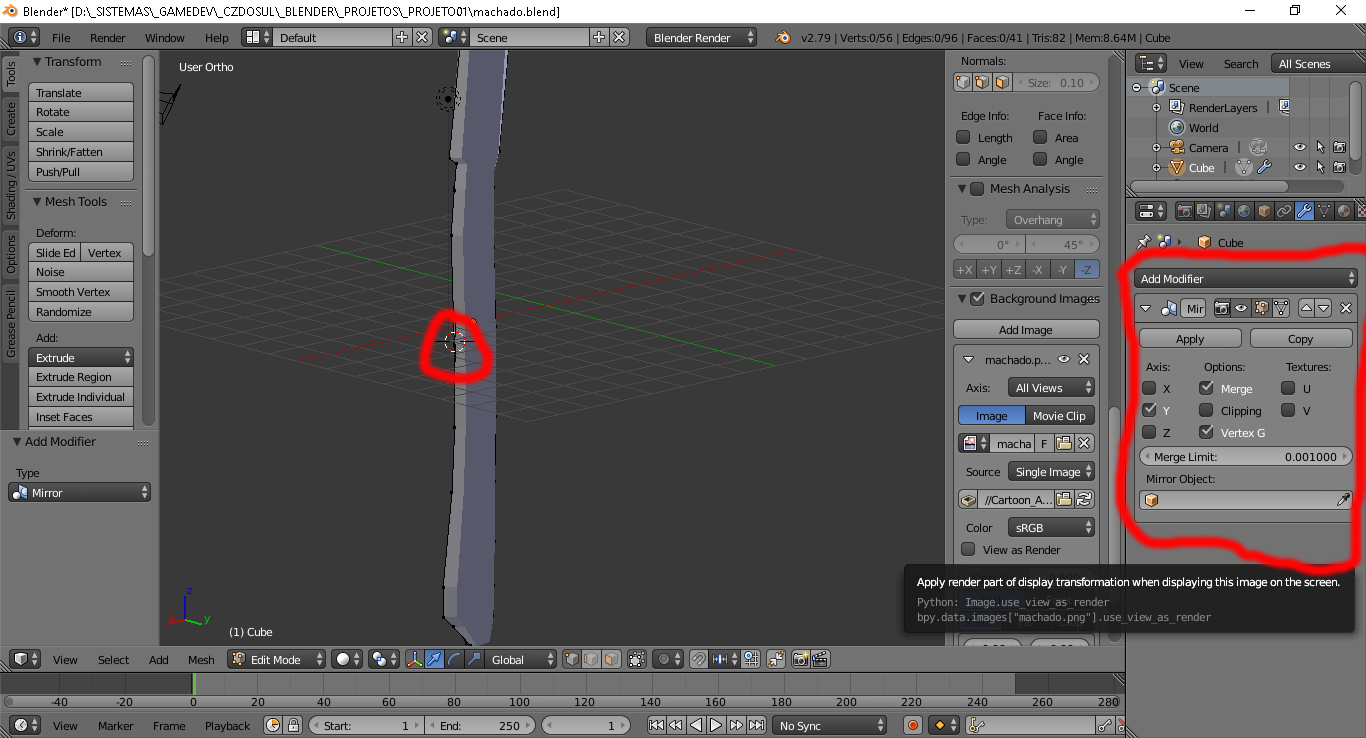 Blender* [D:\_SISTEMAS\_GAMEDEV\_CZDOSUL\_BLENDER\_PROJETOS\_PROJETO01\machado.blend]
File Render Window Help Default Scene Blender Render v2.79 | Verts:0/56 | Edges:0/96 | Faces:0/41 | Tris:82 | Mem:8.64M | Cube
View Search All Scenes
Scene
RenderLayers |
World
Camera |
Cube |
Tools
Create
Shading / UVs
Options
Grease Pencil
Transform
Translate
Rotate
Scale
Shrink/Fatten
Push/Pull
Mesh Tools
Deform:
Slide Ed Vertex
Noise
Smooth Vertex
Randomize
Add:
Extrude
Extrude Region
Extrude Individual
Inset Faces
Add Modifier
Type
Mirror
User Ortho
z
x
y
(1) Cube
Normals:
Size: 0.10
Edge Info: Face Info:
Length Area
Angle Angle
Mesh Analysis
Type: Overhang
0° 45°
+X +Y +Z -X -Y -Z
Background Images
Add Image
machado.p...
Axis: All Views
Image Movie Clip
macha F
Source Single Image
//Cartoon_A...
Color sRGB
View as Render
Cube
Add Modifier
Mir
Apply Copy
Axis: Options: Textures:
X Merge U
Y Clipping V
Z Vertex G
Merge Limit: 0.001000
Mirror Object:
Apply render part of display transformation when displaying this image on the screen.
Python: Image.use_view_as_render
bpy.data.images["machado.png"].use_view_as_render
View Select Add Mesh Edit Mode Global
-40 -20 0 20 40 60 80 100 120 140 160 180 200 220 240 260 280
View Marker Frame Playback Start: 1 End: 250 1 No Sync